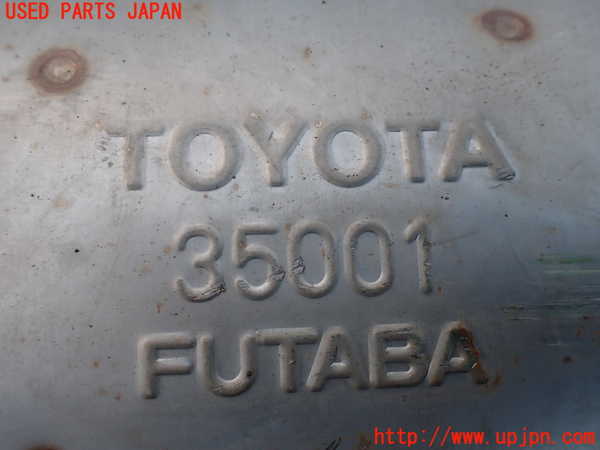 USED PARTS JAPAN
TOYOTA
35001
FUTABA
http://www.upjpn.com